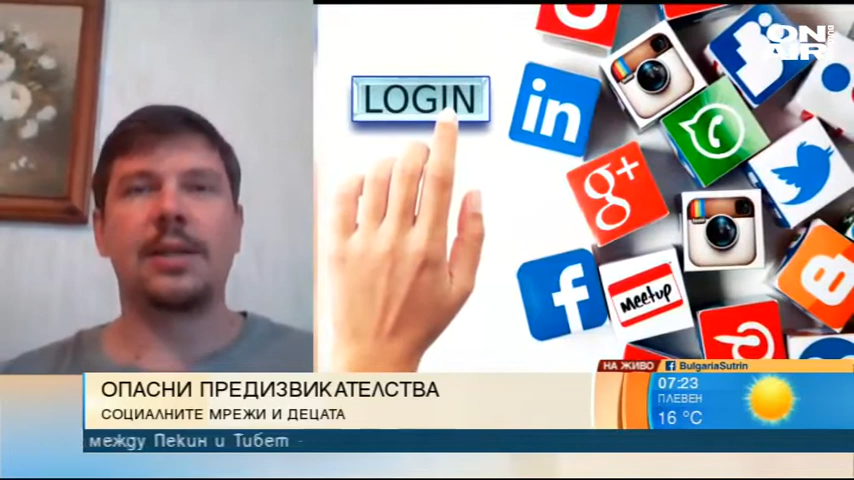 ON
AIR
BULGARIA
LOGIN
in
g+
f
Meetup
НА ЖИВО
f BulgariaSutrin
ОПАСНИ ПРЕДИЗВИКАТЕЛСТВА
07:23
ПЛЕВЕН
СОЦИАЛНИТЕ МРЕЖИ И ДЕЦАТА
16 °C
между Пекин и Тибет -